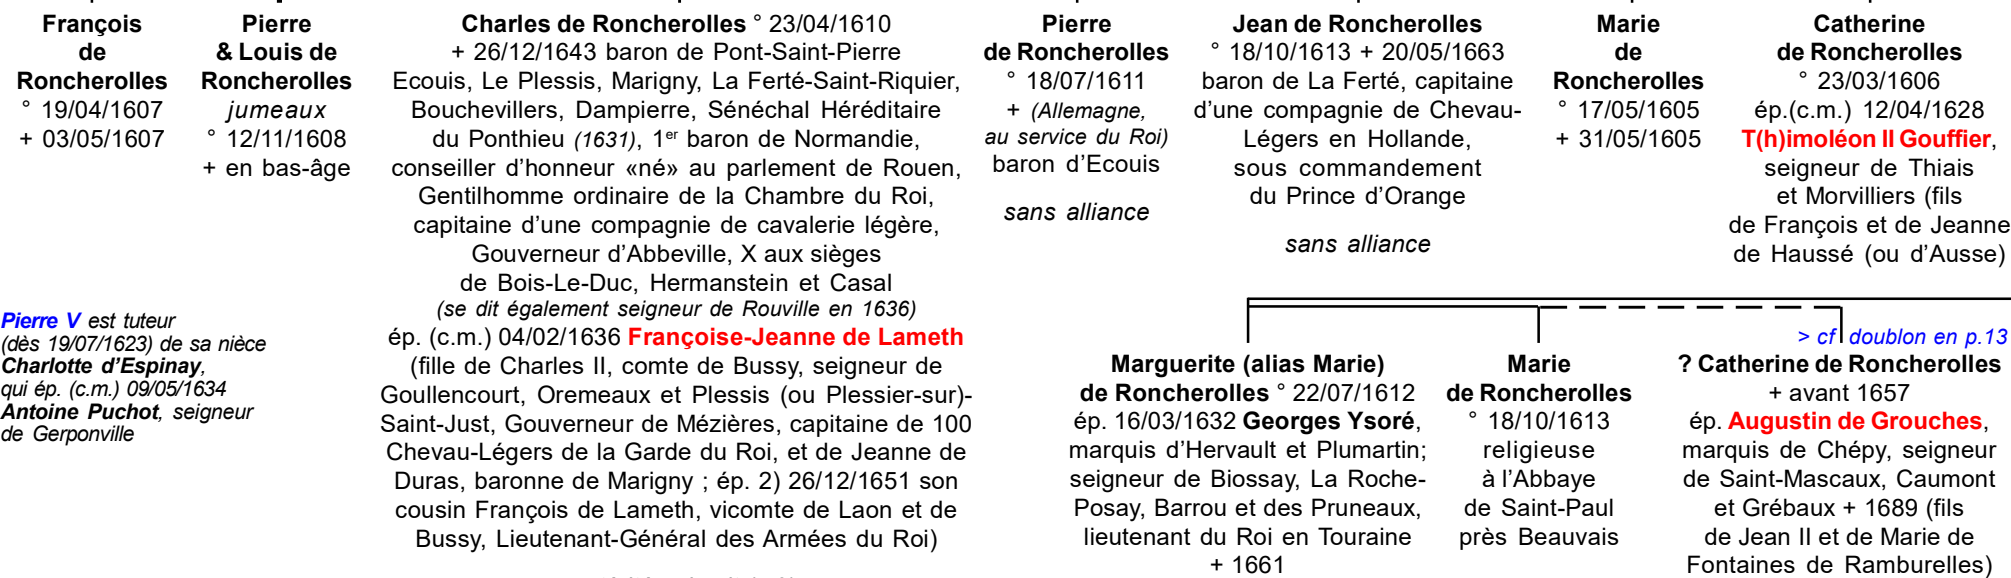 François
de
Roncherolles
° 19/04/1607
+ 03/05/1607
Pierre
& Louis de
Roncherolles
jumeaux
° 12/11/1608
+ en bas-âge
Charles de Roncherolles ° 23/04/1610
+ 26/12/1643 baron de Pont-Saint-Pierre
Ecouis, Le Plessis, Marigny, La Ferté-Saint-Riquier,
Bouchevillers, Dampierre, Sénéchal Héréditaire
du Ponthieu (1631), 1er baron de Normandie,
conseiller d’honneur «né» au parlement de Rouen,
Gentilhomme ordinaire de la Chambre du Roi,
capitaine d’une compagnie de cavalerie légère,
Gouverneur d’Abbeville, X aux sièges
de Bois-Le-Duc, Hermanstein et Casal
(se dit également seigneur de Rouville en 1636)
ép. (c.m.) 04/02/1636 Françoise-Jeanne de Lameth
(fille de Charles II, comte de Bussy, seigneur de
Goullencourt, Oremeaux et Plessis (ou Plessier-sur)-
Saint-Just, Gouverneur de Mézières, capitaine de 100
Chevau-Légers de la Garde du Roi, et de Jeanne de
Duras, baronne de Marigny ; ép. 2) 26/12/1651 son
cousin François de Lameth, vicomte de Laon et de
Bussy, Lieutenant-Général des Armées du Roi)
Pierre
de Roncherolles
° 18/07/1611
+ (Allemagne,
au service du Roi)
baron d’Ecouis
sans alliance
Jean de Roncherolles
° 18/10/1613 + 20/05/1663
baron de La Ferté, capitaine
d’une compagnie de Chevau-
Légers en Hollande,
sous commandement
du Prince d’Orange
sans alliance
Marie
de
Roncherolles
° 17/05/1605
+ 31/05/1605
Catherine
de Roncherolles
° 23/03/1606
ép.(c.m.) 12/04/1628
T(h)imoléon II Gouffier,
seigneur de Thiais
et Morvilliers (fils
de François et de Jeanne
de Haussé (ou d’Ausse)
Pierre V est tuteur
(dès 19/07/1623) de sa nièce
Charlotte d’Espinay,
qui ép. (c.m.) 09/05/1634
Antoine Puchot, seigneur
de Gerponville
Marguerite (alias Marie)
de Roncherolles ° 22/07/1612
ép. 16/03/1632 Georges Ysoré,
marquis d’Hervault et Plumartin;
seigneur de Biossay, La Roche-
Posay, Barrou et des Pruneaux,
lieutenant du Roi en Touraine
+ 1661
Marie
de Roncherolles
° 18/10/1613
religieuse
à l’Abbaye
de Saint-Paul
près Beauvais
> cf doublon en p.13
? Catherine de Roncherolles
+ avant 1657
ép. Augustin de Grouches,
marquis de Chépy, seigneur
de Saint-Mascaux, Caumont
et Grébaux + 1689 (fils
de Jean II et de Marie de
Fontaines de Ramburelles)